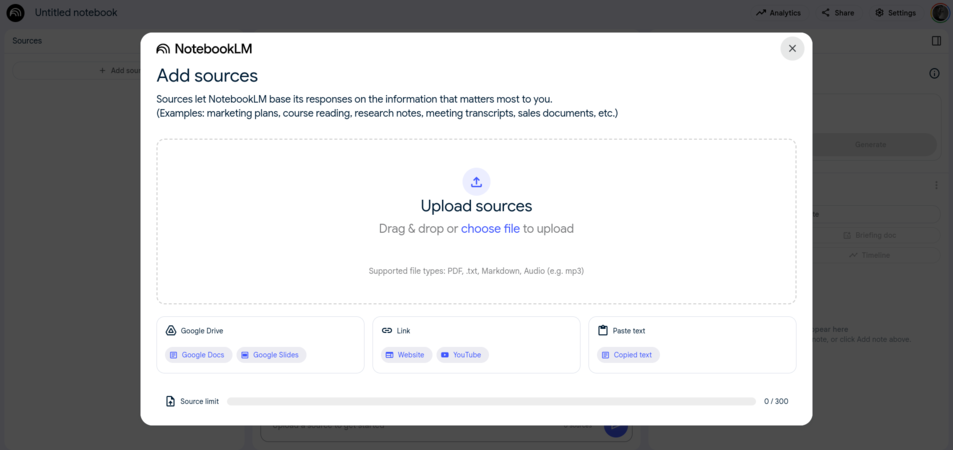 Untitled notebook
Analytics
Share
Settings
Sources
+ Add sour
NotebookLM
Add sources
Sources let NotebookLM base its responses on the information that matters most to you.
(Examples: marketing plans, course reading, research notes, meeting transcripts, sales documents, etc.)
Upload sources
Drag & drop or choose file to upload
Supported file types: PDF, .txt, Markdown, Audio (e.g. mp3)
Google Drive
Google Docs
Google Slides
Link
Website
YouTube
Paste text
Copied text
Source limit
0 / 300
Generate
Briefing doc
Timeline
pear here
note, or click Add note above.